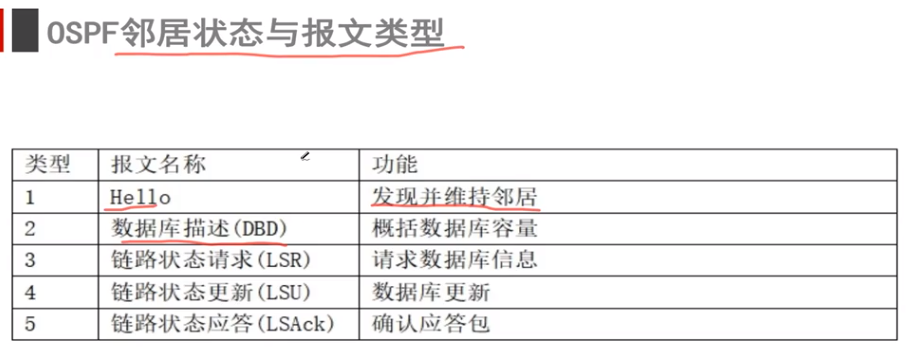 OSPF邻居状态与报文类型
类型 报文名称 功能
1 Hello 发现并维持邻居
2 数据库描述(DBD) 概括数据库容量
3 链路状态请求(LSR) 请求数据库信息
4 链路状态更新(LSU) 数据库更新
5 链路状态应答(LSAck) 确认应答包